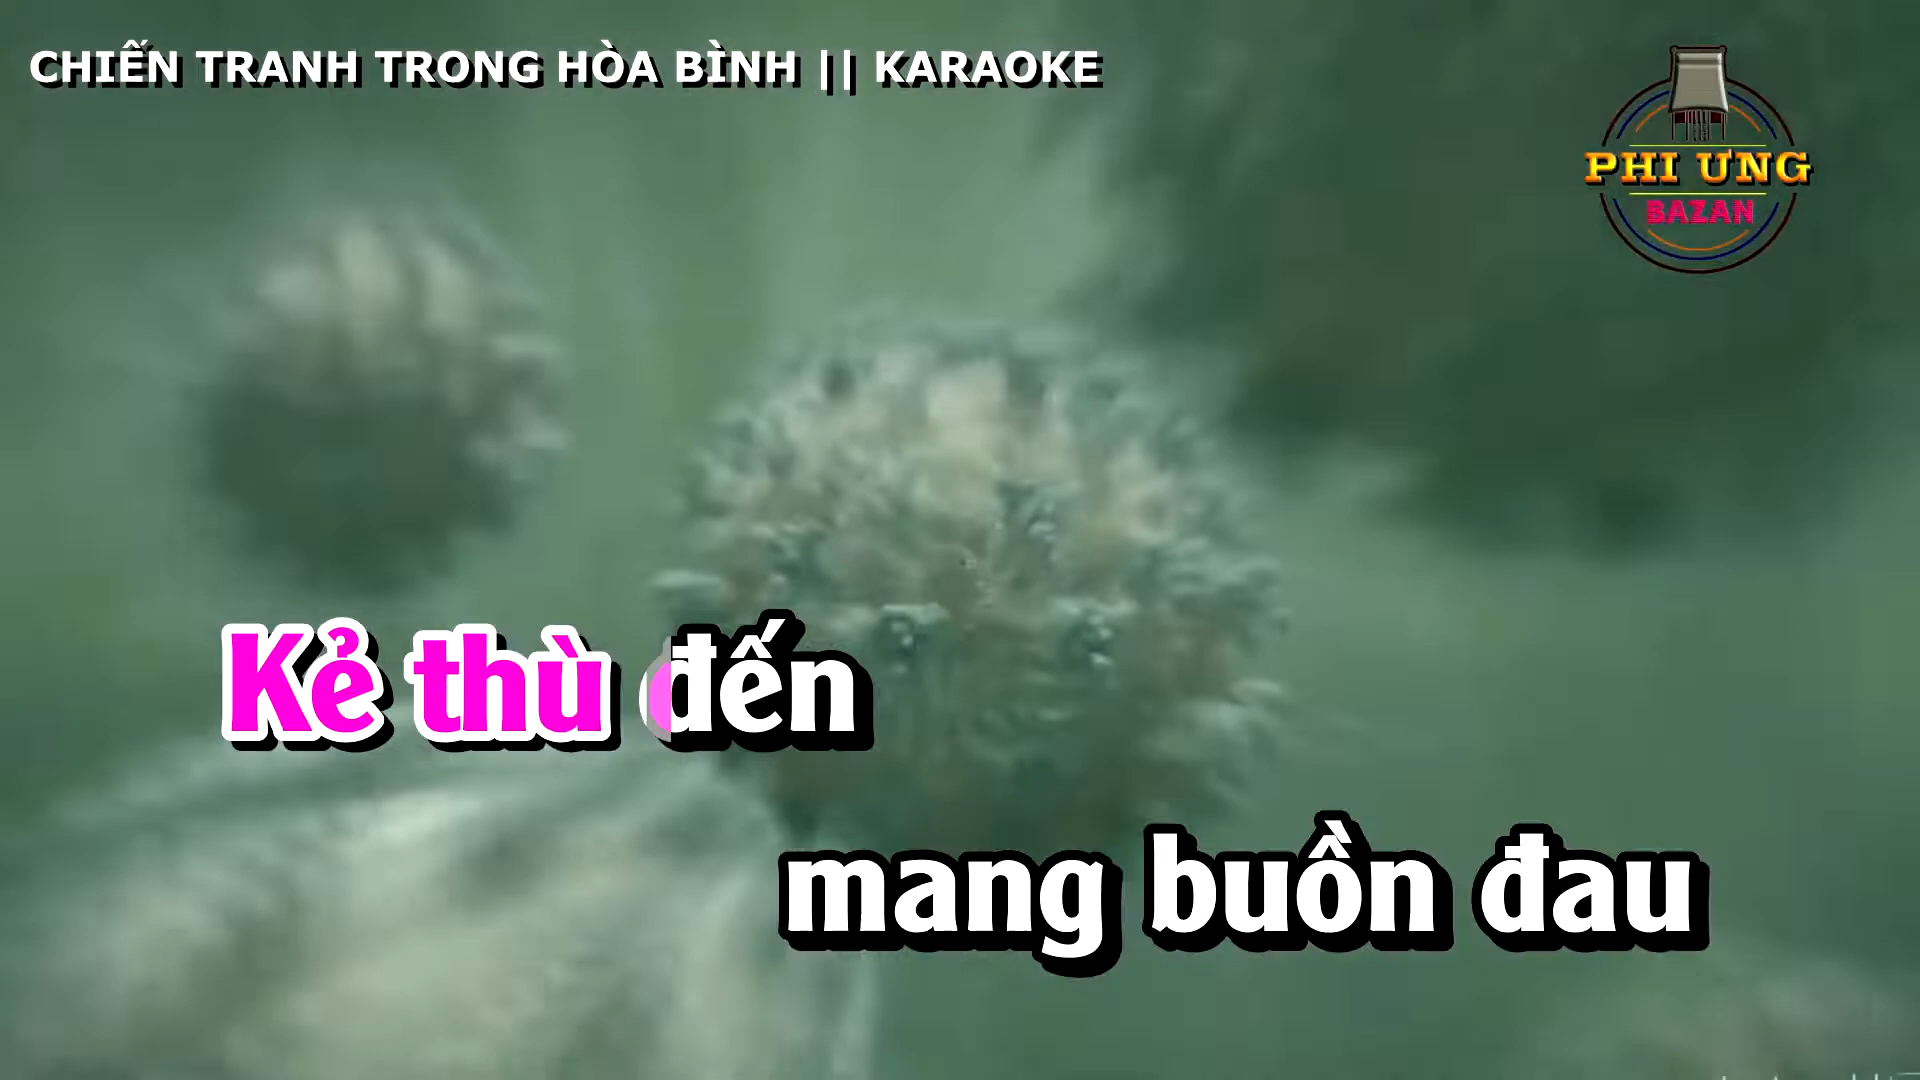 CHIẾN TRANH TRONG HÒA BÌNH || KARAOKE
PHI ƯNG
BAZAN
Kẻ thù đến
mang buồn đau